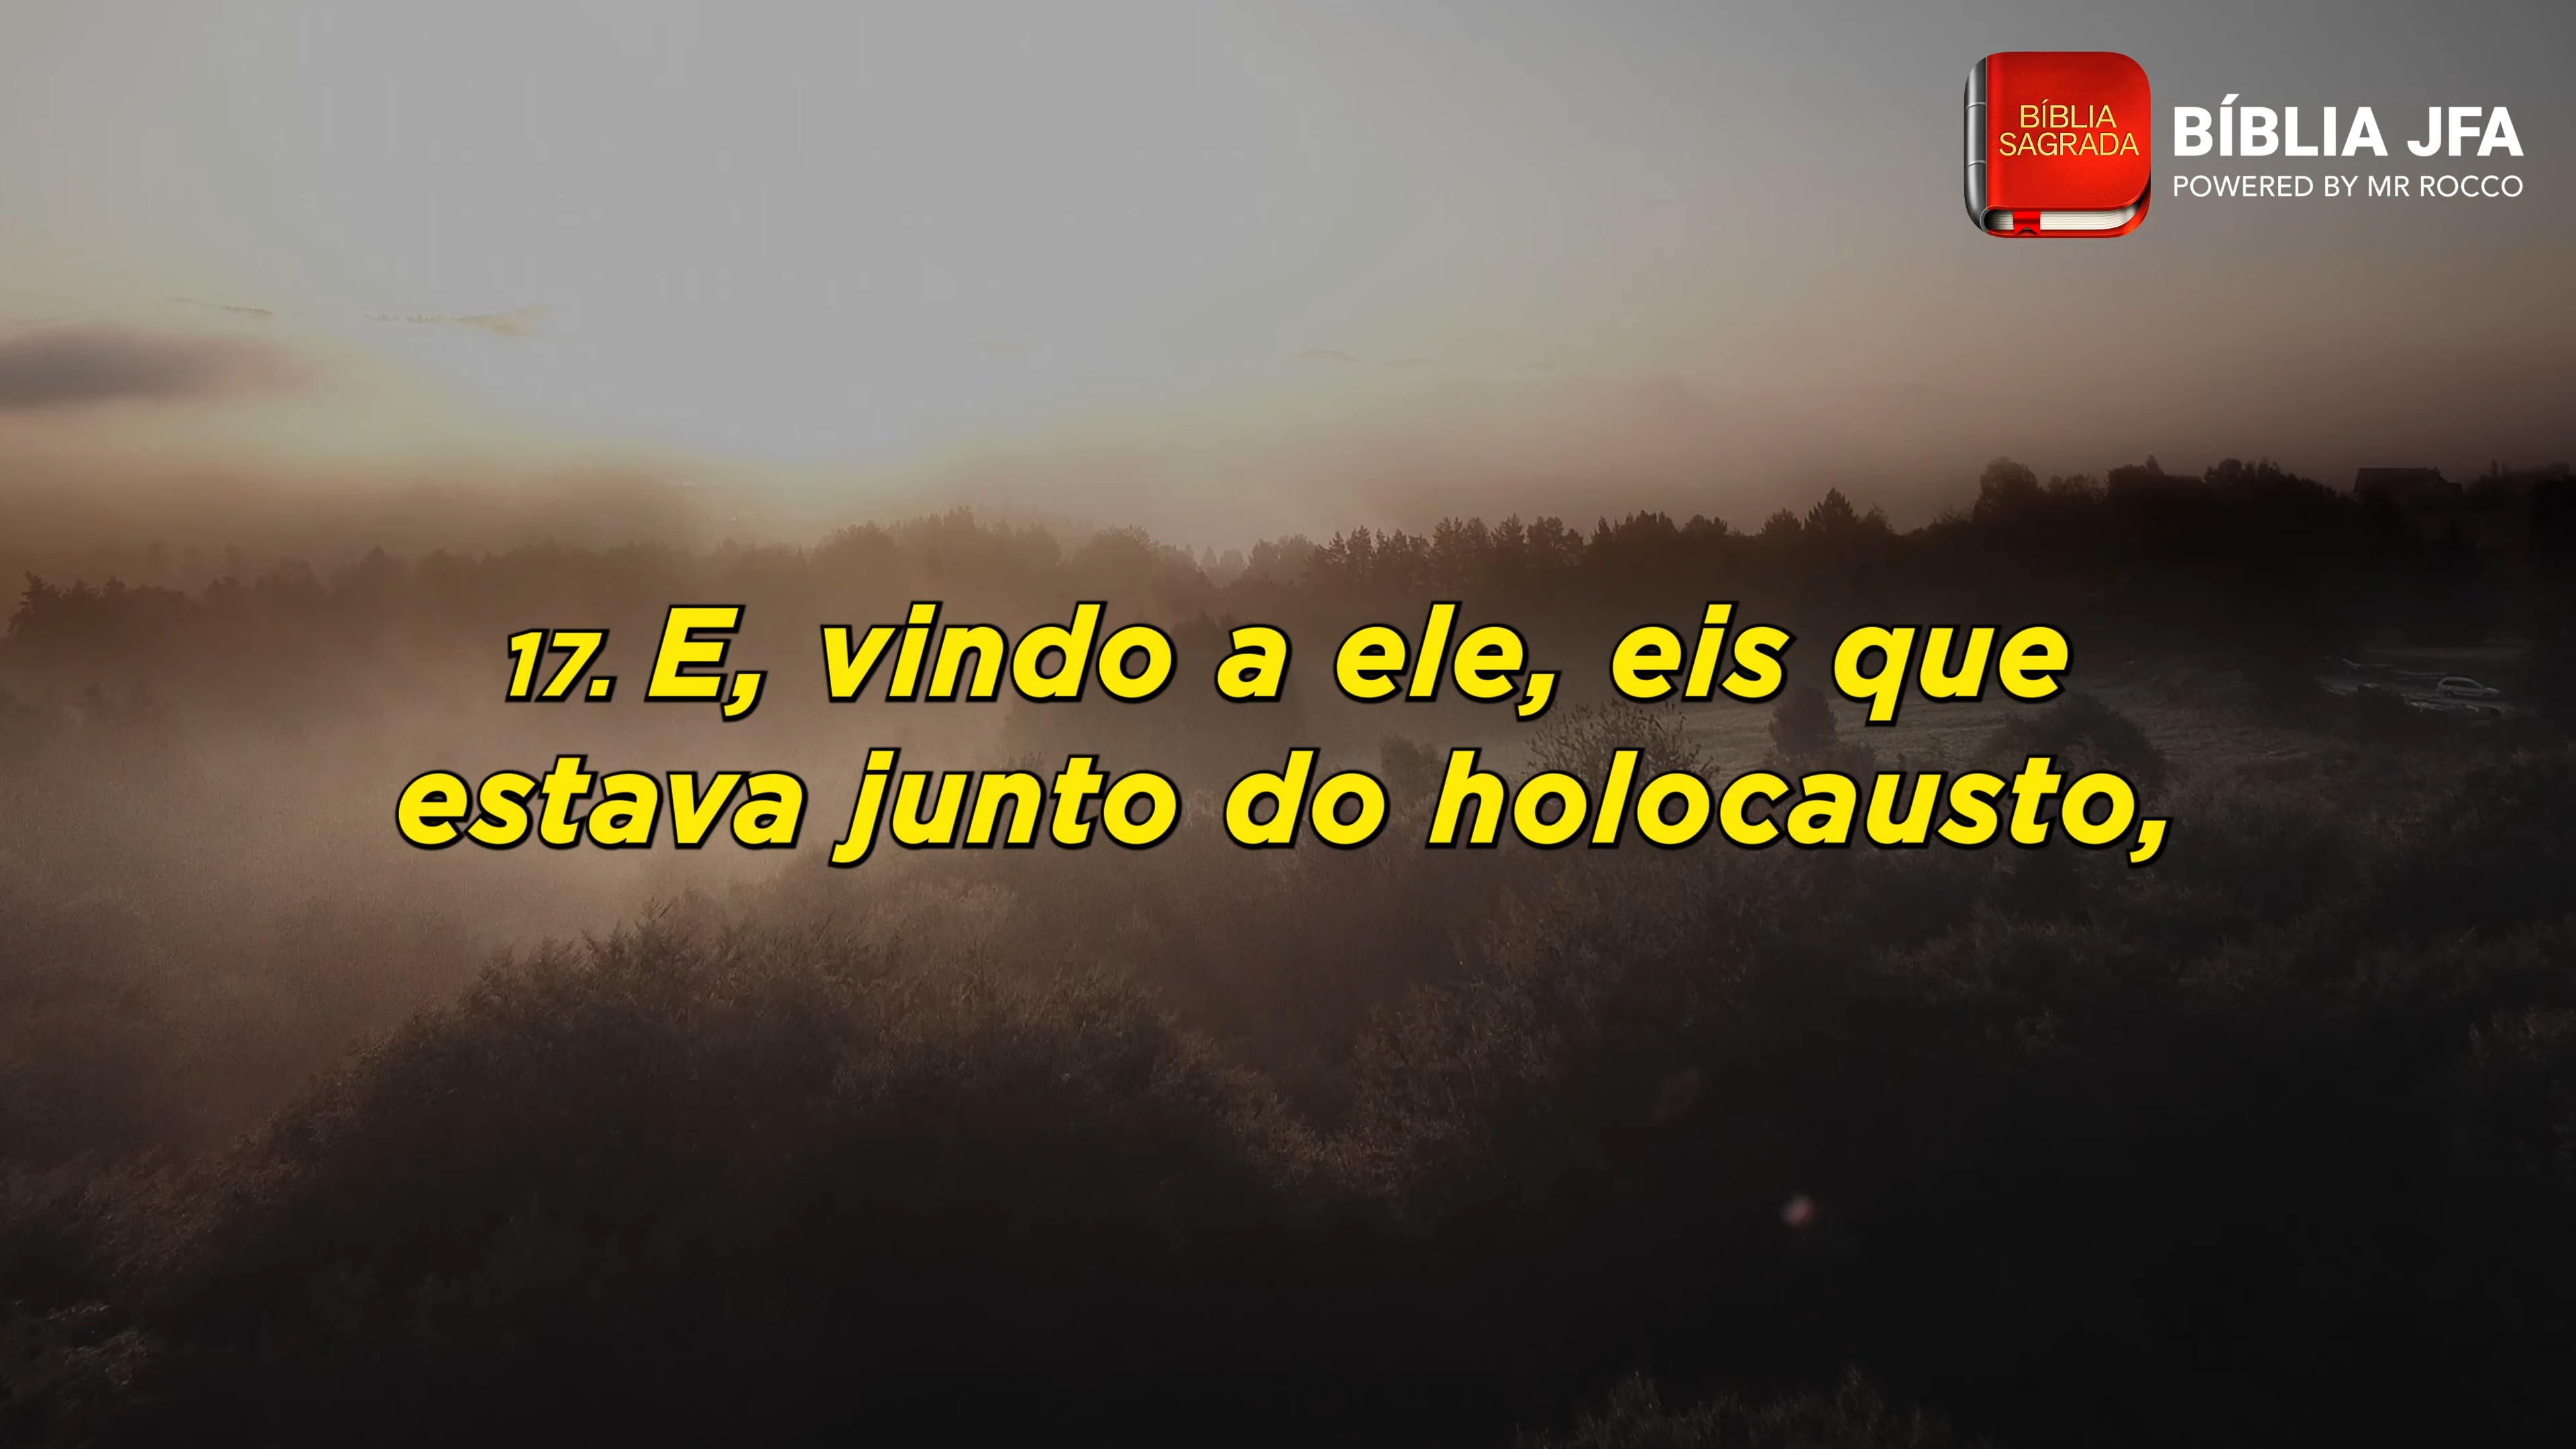 BÍBLIA
SAGRADA
BÍBLIA JFA
POWERED BY MR ROCCO
17. E, vindo a ele, eis que
estava junto do holocausto,